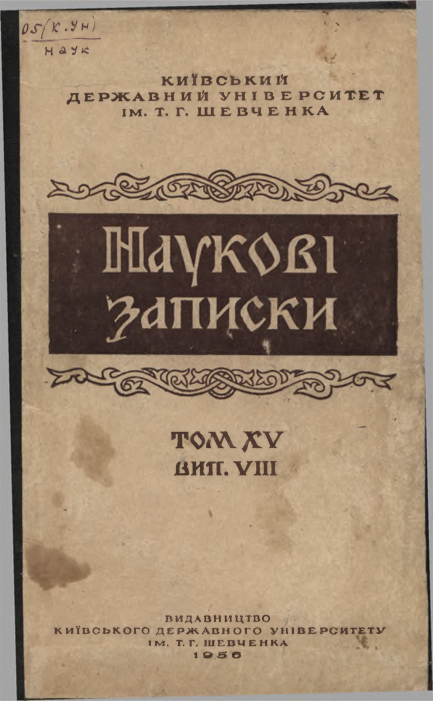 05(К.Ун)
наук
КИЇВСЬКИЙ
ДЕРЖАВНИЙ УНІВЕРСИТЕТ
ІМ. Т. Г. ШЕВЧЕНКА
НАУКОВІ
ЗАПИСКИ
ТОМ XV
ВИП. VIII
ВИДАВНИЦТВО
КИЇВСЬКОГО ДЕРЖАВНОГО УНІВЕРСИТЕТУ
ІМ. Т. Г. ШЕВЧЕНКА
1956